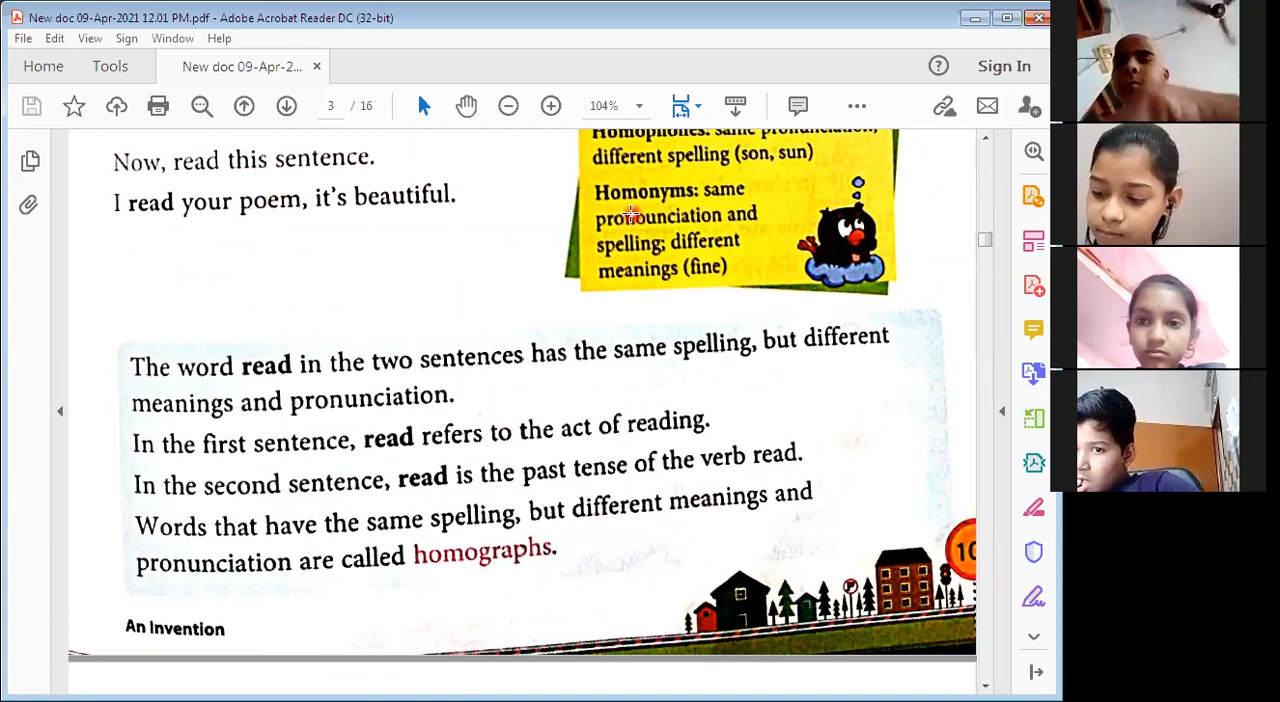 New doc 09-Apr-2021 12.01 PM.pdf - Adobe Acrobat Reader DC (32-bit)
File Edit View Sign Window Help
Home Tools New doc 09-Apr-2... × Sign In
3 / 16 104%
Now, read this sentence.
I read your poem, it's beautiful.
Homophones: same pronunciation,
different spelling (son, sun)
Homonyms: same
pronounciation and
spelling; different
meanings (fine)
The word read in the two sentences has the same spelling, but different
meanings and pronunciation.
In the first sentence, read refers to the act of reading.
In the second sentence, read is the past tense of the verb read.
Words that have the same spelling, but different meanings and
pronunciation are called homographs.
10
An Invention